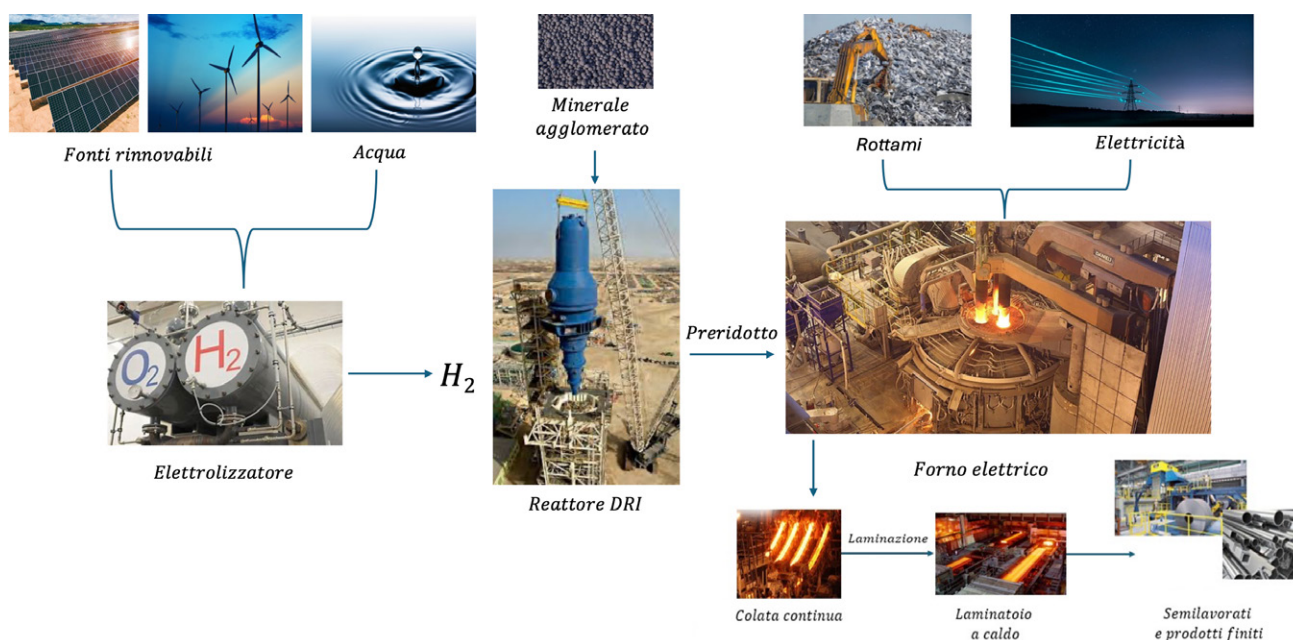 Fonti rinnovabili
Acqua
Minerale
agglomerato
Rottami
Elettricità
O2
H2
Elettrolizzatore
H2
Reattore DRI
Preridotto
DANIELI
Forno elettrico
Colata continua
Laminazione
Laminatoio
a caldo
Semilavorati
e prodotti finiti